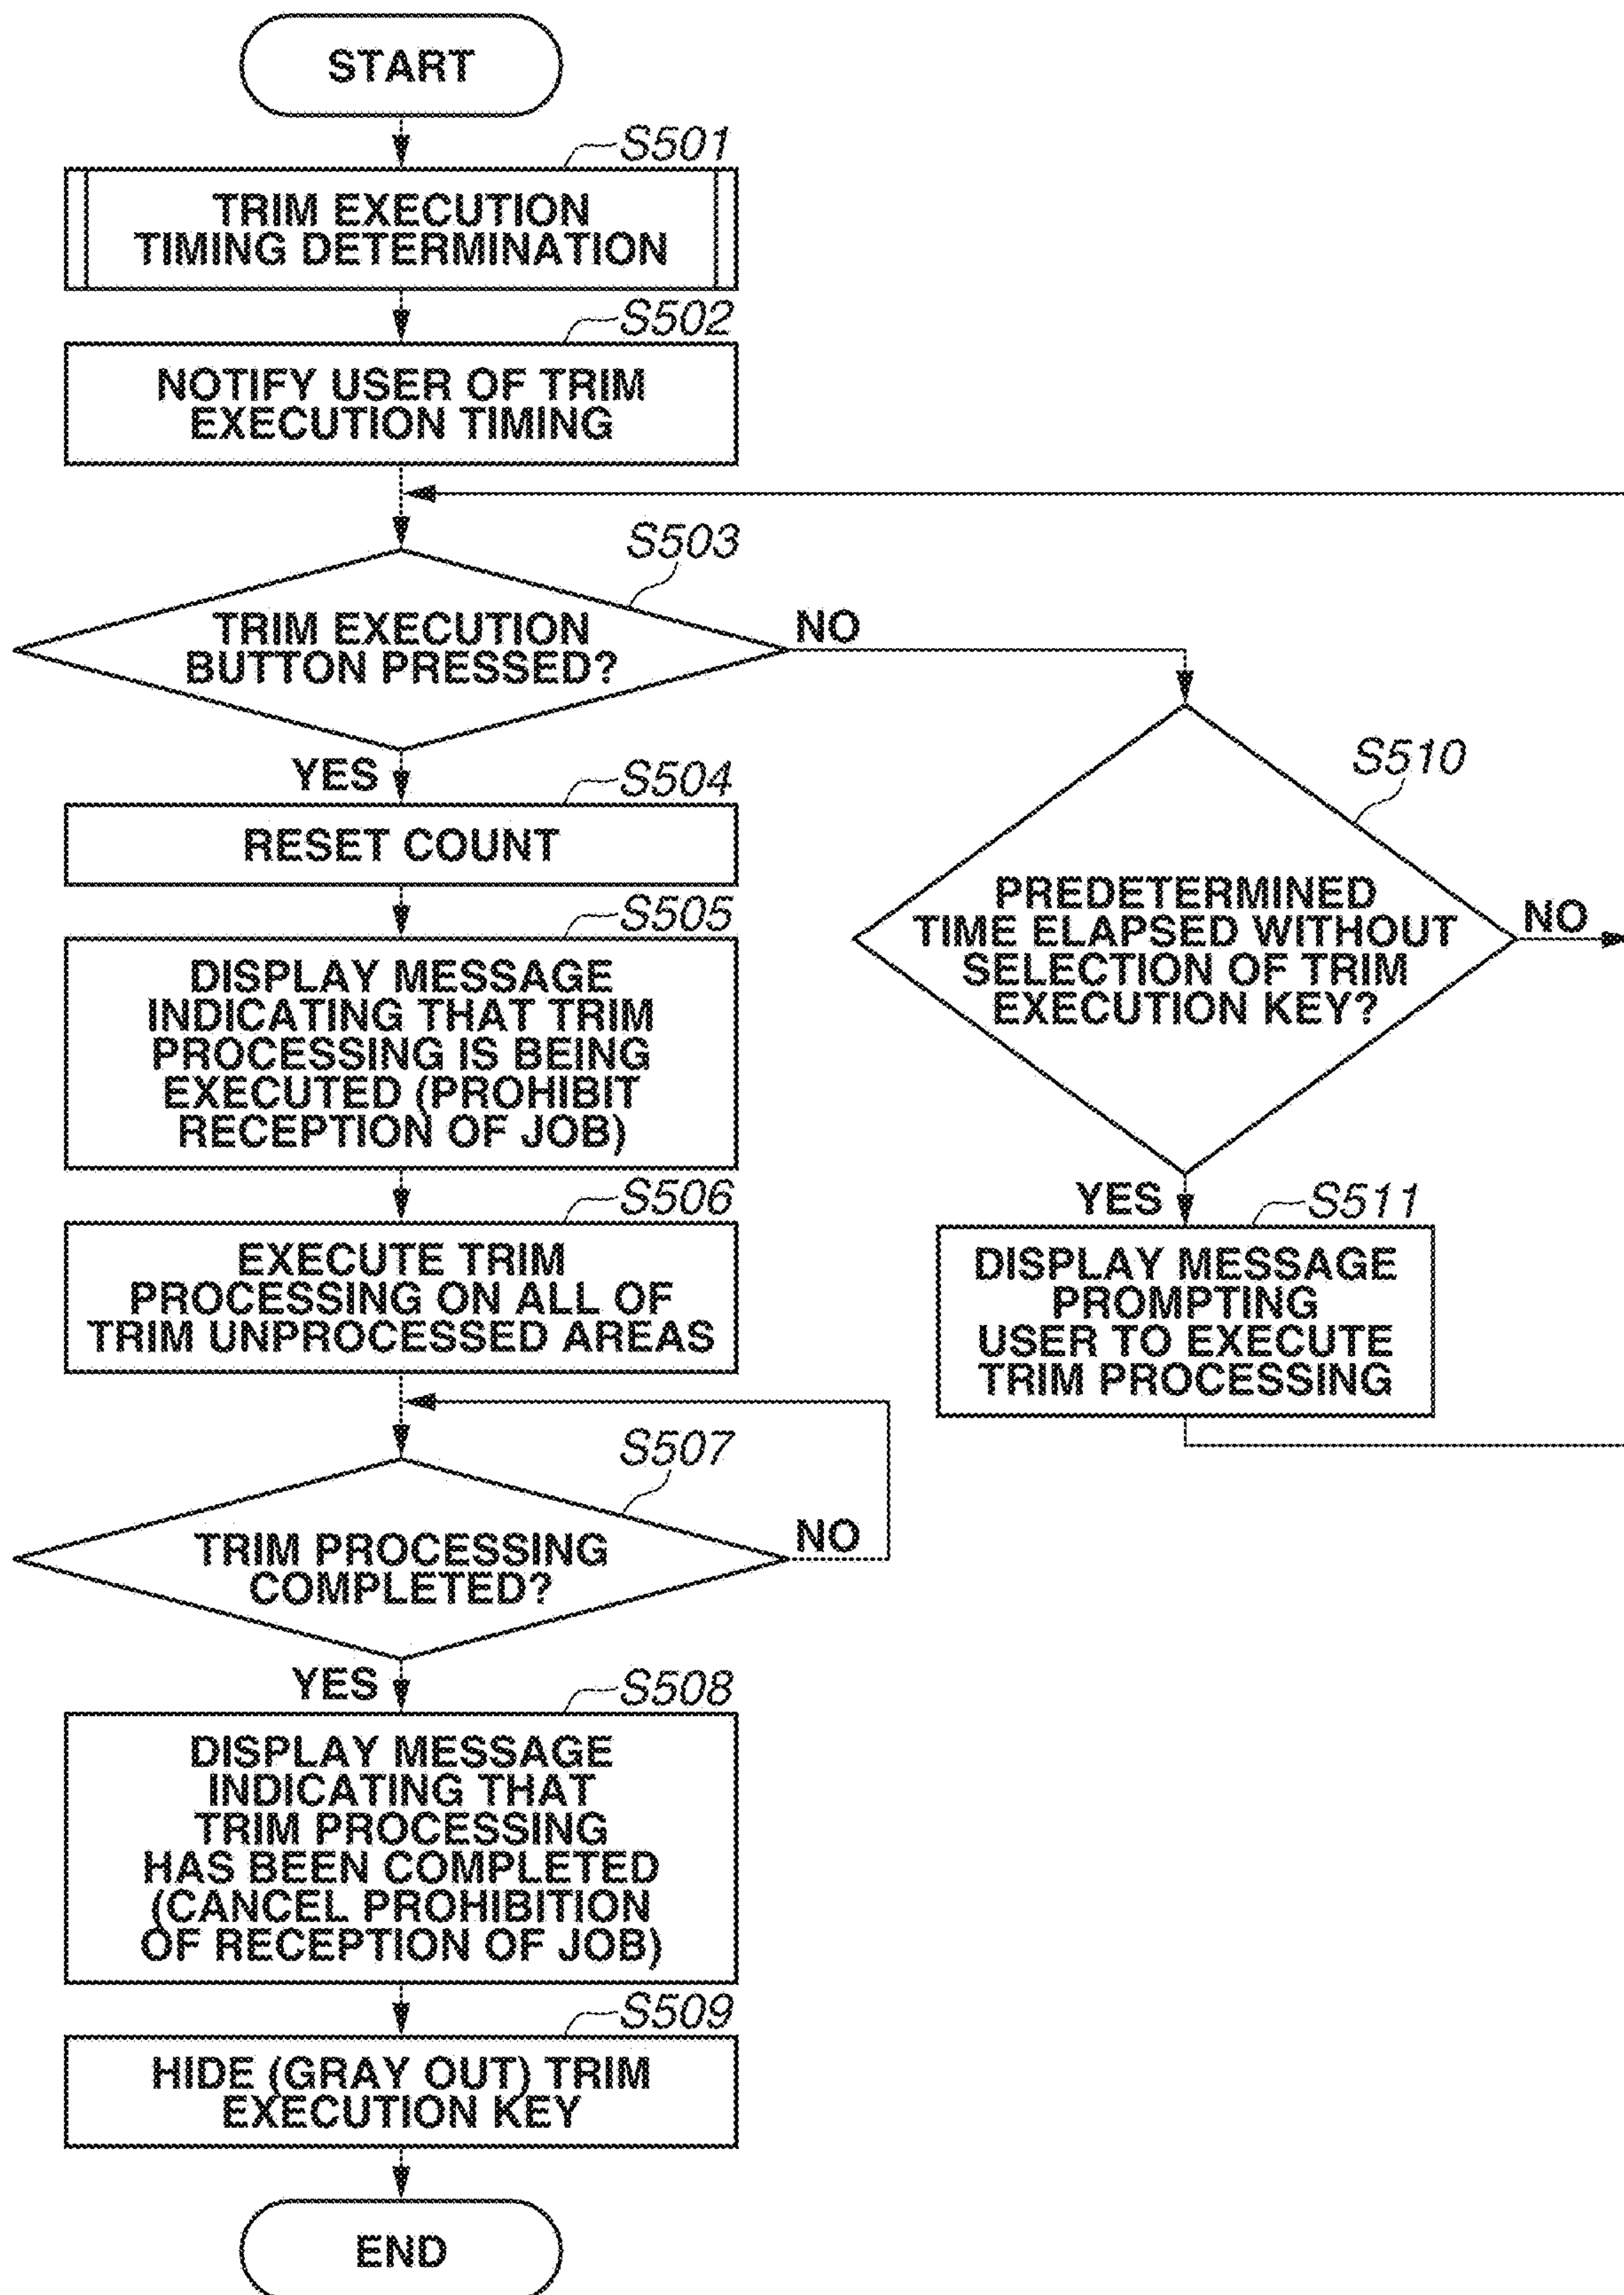 START
S501
TRIM EXECUTION
TIMING DETERMINATION
S502
NOTIFY USER OF TRIM
EXECUTION TIMING
S503
TRIM EXECUTION
BUTTON PRESSED?
NO
YES
S504
RESET COUNT
S505
DISPLAY MESSAGE
INDICATING THAT TRIM
PROCESSING IS BEING
EXECUTED (PROHIBIT
RECEPTION OF JOB)
S506
EXECUTE TRIM
PROCESSING ON ALL OF
TRIM UNPROCESSED AREAS
S507
TRIM PROCESSING
COMPLETED?
NO
YES
S508
DISPLAY MESSAGE
INDICATING THAT
TRIM PROCESSING
HAS BEEN COMPLETED
(CANCEL PROHIBITION
OF RECEPTION OF JOB)
S509
HIDE (GRAY OUT) TRIM
EXECUTION KEY
END
S510
PREDETERMINED
TIME ELAPSED WITHOUT
SELECTION OF TRIM
EXECUTION KEY?
NO
YES
S511
DISPLAY MESSAGE
PROMPTING
USER TO EXECUTE
TRIM PROCESSING